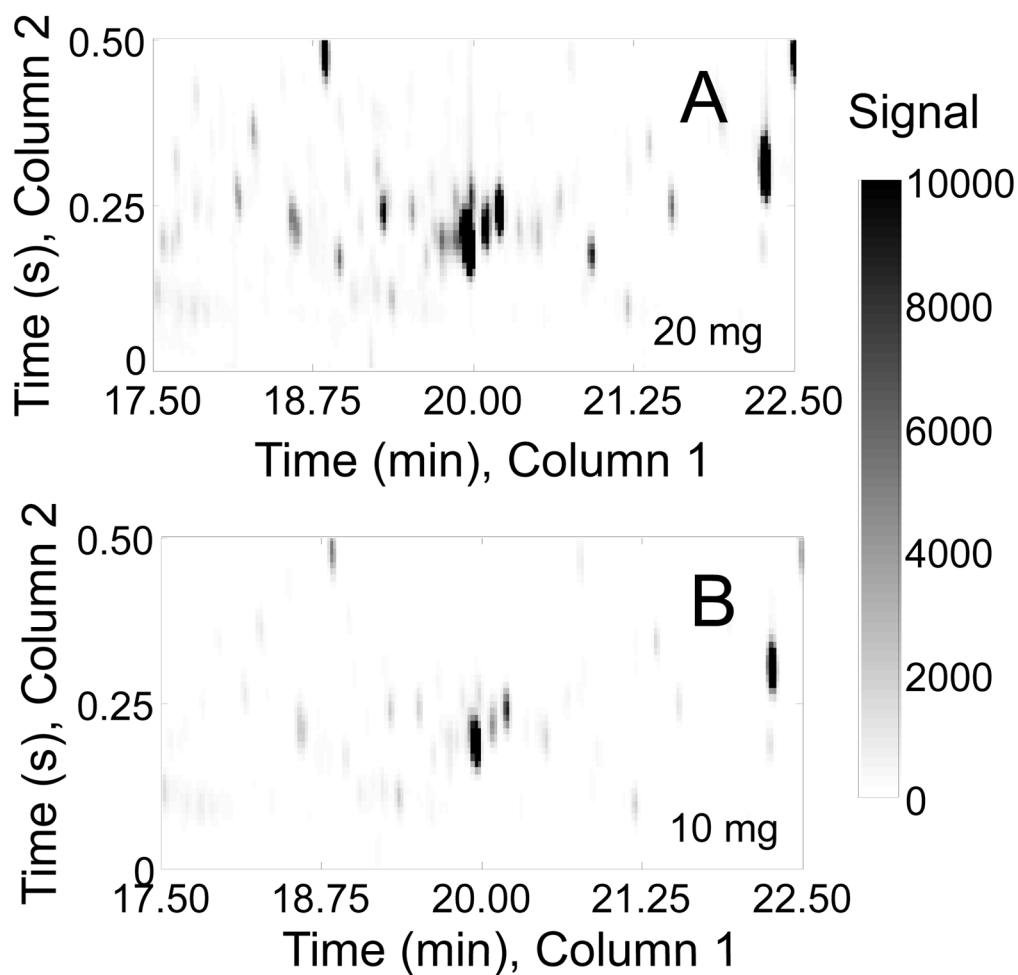 Time (s), Column 2
0.50
0.25
0
A
20 mg
17.50 18.75 20.00 21.25 22.50
Time (min), Column 1
Signal
10000
8000
6000
4000
2000
0
Time (s), Column 2
0.50
0.25
0
B
10 mg
17.50 18.75 20.00 21.25 22.50
Time (min), Column 1